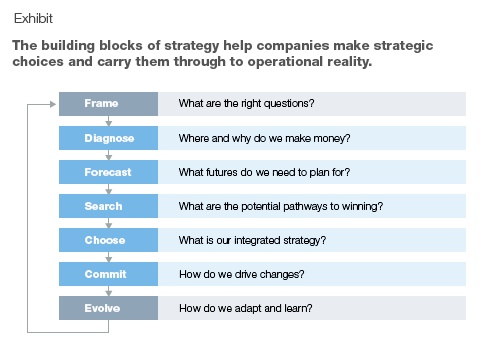 Exhibit
The building blocks of strategy help companies make strategic
choices and carry them through to operational reality.
Frame What are the right questions?
Diagnose Where and why do we make money?
Forecast What futures do we need to plan for?
Search What are the potential pathways to winning?
Choose What is our integrated strategy?
Commit How do we drive changes?
Evolve How do we adapt and learn?